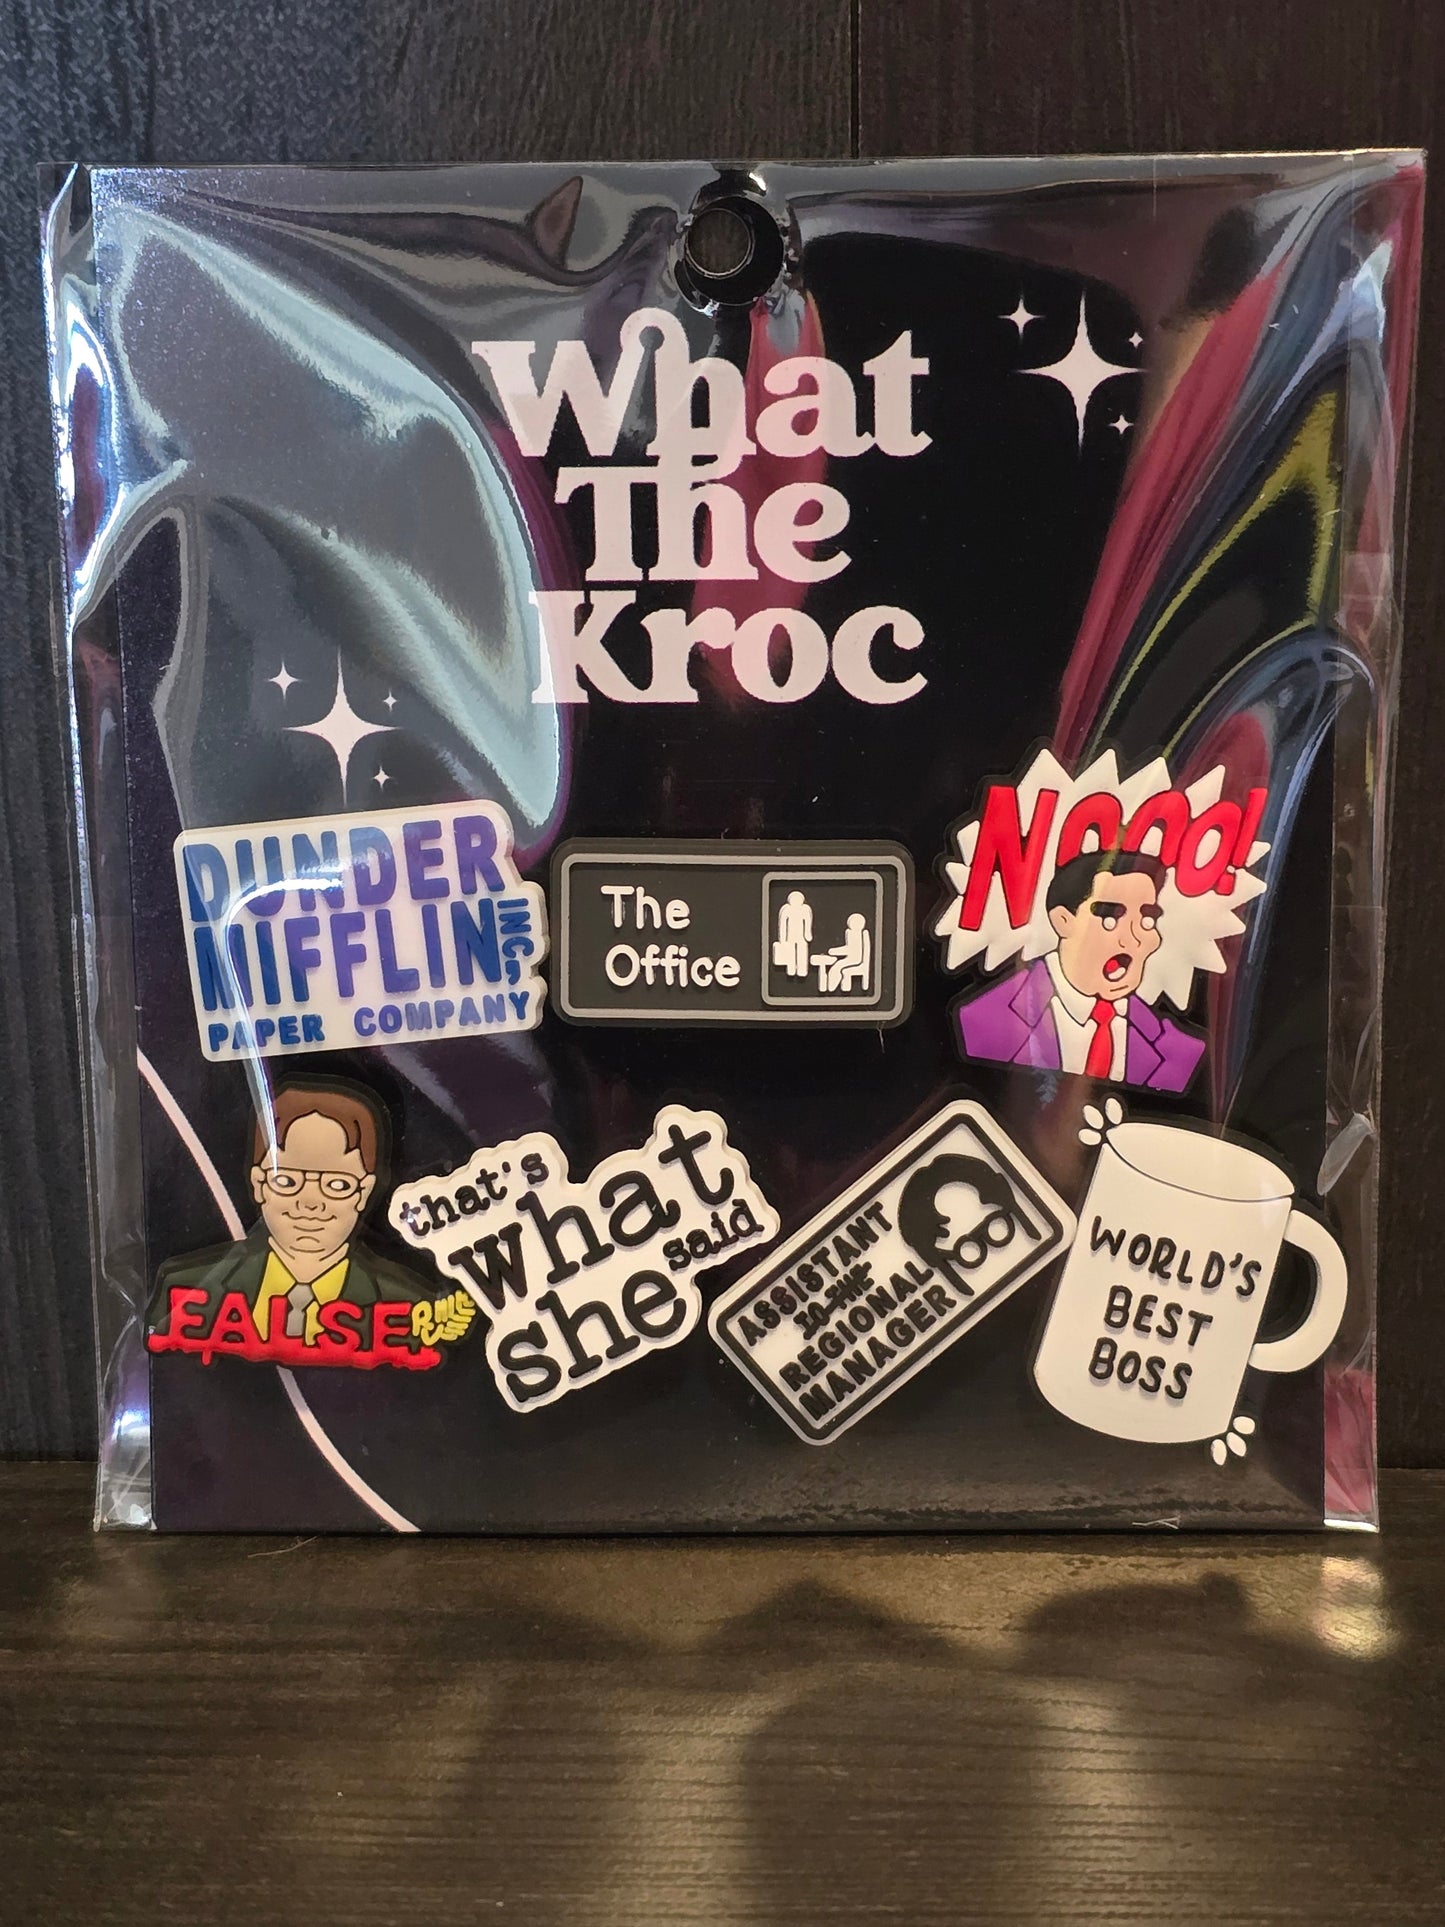 What
The
Kroc
DUNDER
MIFFLIN
INC.
PAPER COMPANY
The
Office
Nooo!
FALSE
that's
what
she
said
ASSISTANT
TO THE
REGIONAL
MANAGER
WORLD'S
BEST
BOSS